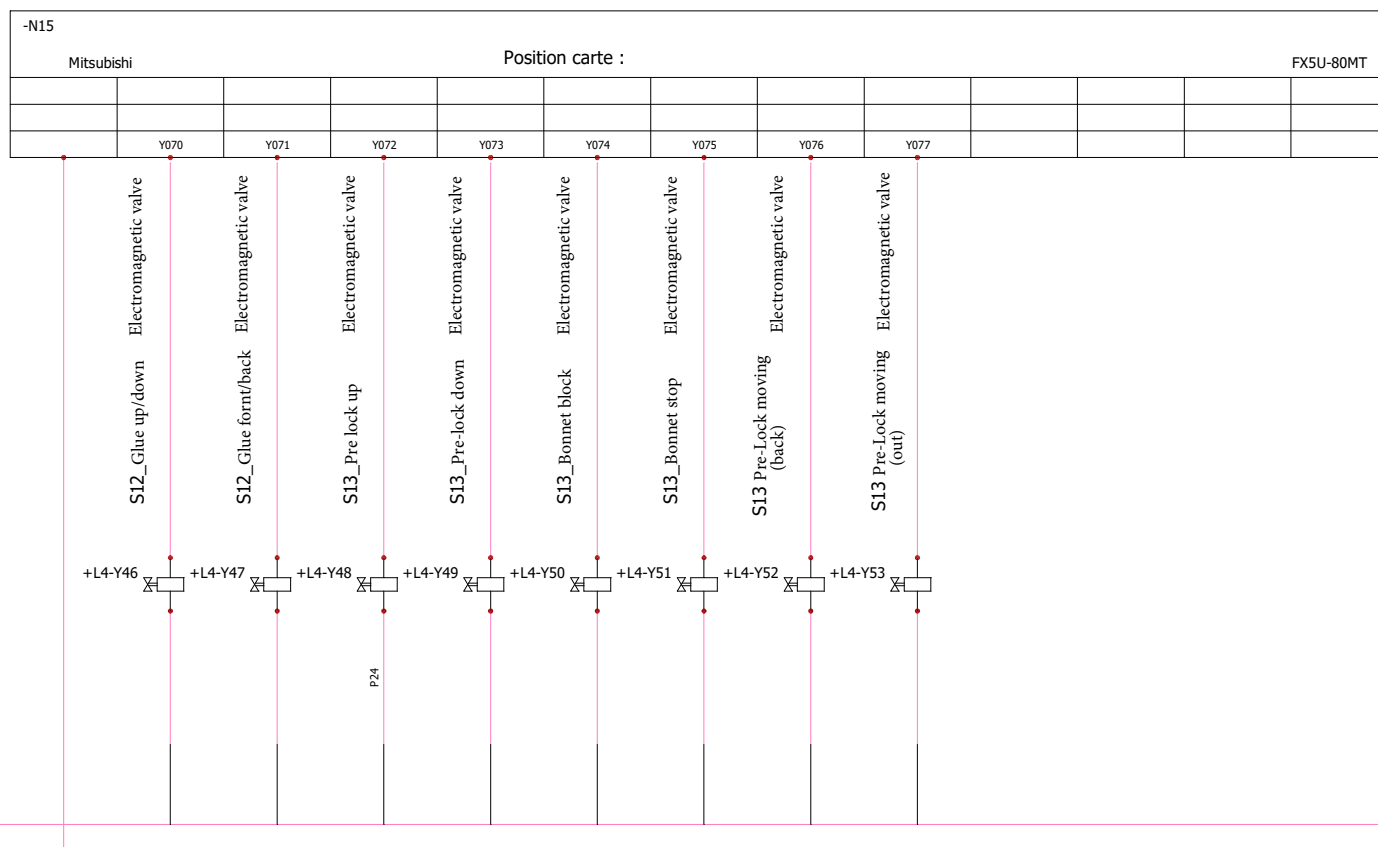 -N15
Mitsubishi
Position carte :
FX5U-80MT
Y070
Y071
Y072
Y073
Y074
Y075
Y076
Y077
S12_Glue up/down Electromagnetic valve
S12_Glue fornt/back Electromagnetic valve
S13_Pre lock up Electromagnetic valve
S13_Pre-lock down Electromagnetic valve
S13_Bonnet block Electromagnetic valve
S13_Bonnet stop Electromagnetic valve
S13 Pre-Lock moving Electromagnetic valve
(back)
S13 Pre-Lock moving Electromagnetic valve
(out)
+L4-Y46
+L4-Y47
+L4-Y48
+L4-Y49
+L4-Y50
+L4-Y51
+L4-Y52
+L4-Y53
P24